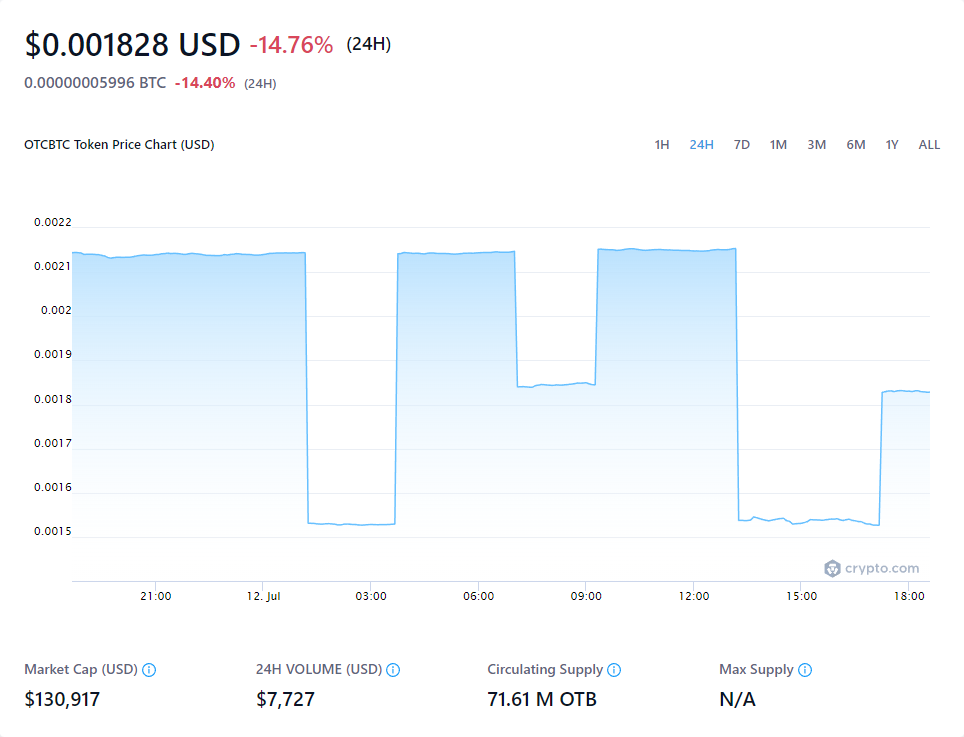 $0.001828 USD -14.76% (24H)
0.00000005996 BTC -14.40% (24H)
OTCBTC Token Price Chart (USD) 1H 24H 7D 1M 3M 6M 1Y ALL
0.0022
0.0021
0.002
0.0019
0.0018
0.0017
0.0016
0.0015
crypto.com
21:00 12. Jul 03:00 06:00 09:00 12:00 15:00 18:00
Market Cap (USD) 24H VOLUME (USD) Circulating Supply Max Supply
$130,917 $7,727 71.61 M OTB N/A